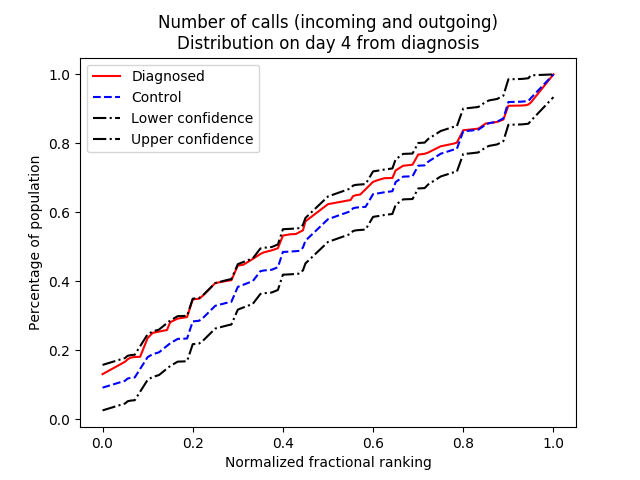 Number of calls (incoming and outgoing)
Distribution on day 4 from diagnosis
Diagnosed
Control
Lower confidence
Upper confidence
Percentage of population
1.0
0.8
0.6
0.4
0.2
0.0
0.0 0.2 0.4 0.6 0.8 1.0
Normalized fractional ranking